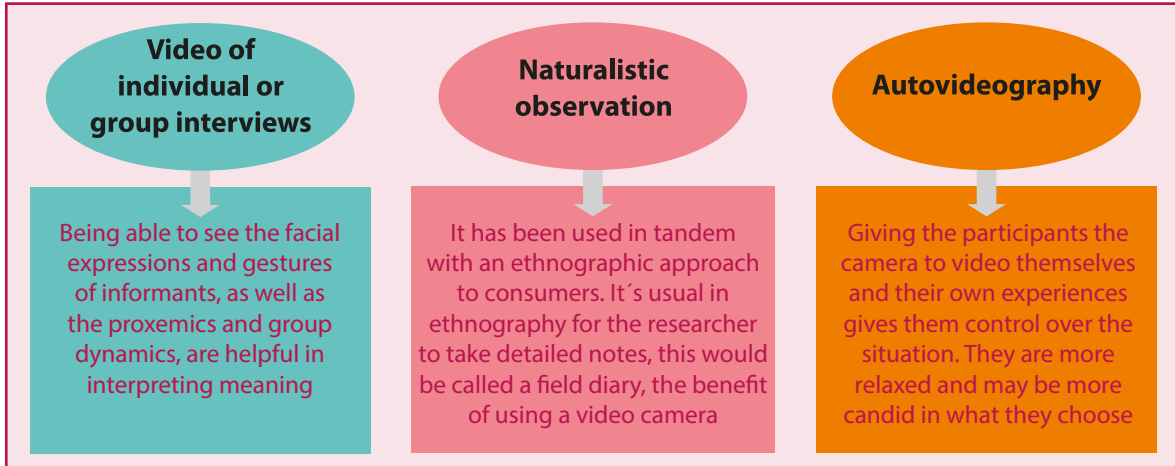 Video of
individual or
group interviews
Being able to see the facial
expressions and gestures
of informants, as well as
the proxemics and group
dynamics, are helpful in
interpreting meaning
Naturalistic
observation
It has been used in tandem
with an ethnographic approach
to consumers. It´s usual in
ethnography for the researcher
to take detailed notes, this would
be called a field diary, the benefit
of using a video camera
Autovideography
Giving the participants the
camera to video themselves
and their own experiences
gives them control over the
situation. They are more
relaxed and may be more
candid in what they choose